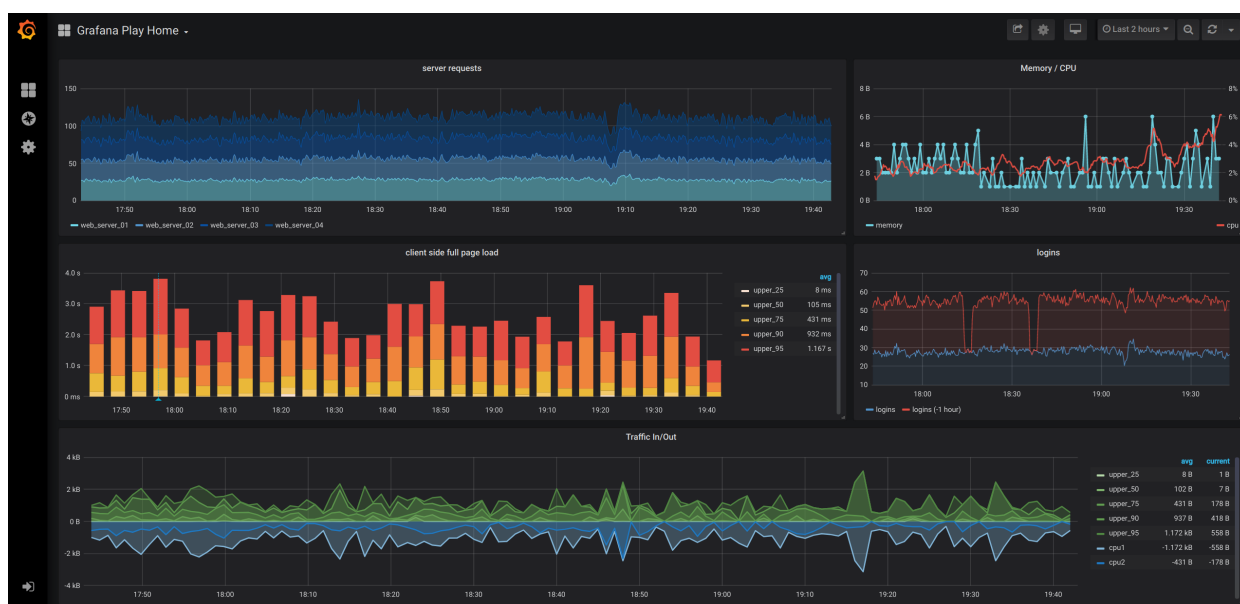 Grafana Play Home
Last 2 hours
server requests
150
100
50
0
17:50 18:00 18:10 18:20 18:30 18:40 18:50 19:00 19:10 19:20 19:30 19:40
web_server_01 web_server_02 web_server_03 web_server_04
Memory / CPU
8 B 8%
6 B 6%
4 B 4%
2 B 2%
0 B 0%
18:00 18:30 19:00 19:30
memory cpu
client side full page load
4.0 s
3.0 s
2.0 s
1.0 s
0 ms
17:50 18:00 18:10 18:20 18:30 18:40 18:50 19:00 19:10 19:20 19:30 19:40
avg
upper_25 8 ms
upper_50 105 ms
upper_75 431 ms
upper_90 932 ms
upper_95 1.167 s
logins
70
60
50
40
30
20
10
18:00 18:30 19:00 19:30
logins logins (-1 hour)
Traffic In/Out
4 kB
2 kB
0 B
-2 kB
-4 kB
17:50 18:00 18:10 18:20 18:30 18:40 18:50 19:00 19:10 19:20 19:30 19:40
avg current
upper_25 8 B 1 B
upper_50 102 B 7 B
upper_75 431 B 178 B
upper_90 937 B 418 B
upper_95 1.172 kB 558 B
cpu1 -1.172 kB -558 B
cpu2 -431 B -178 B